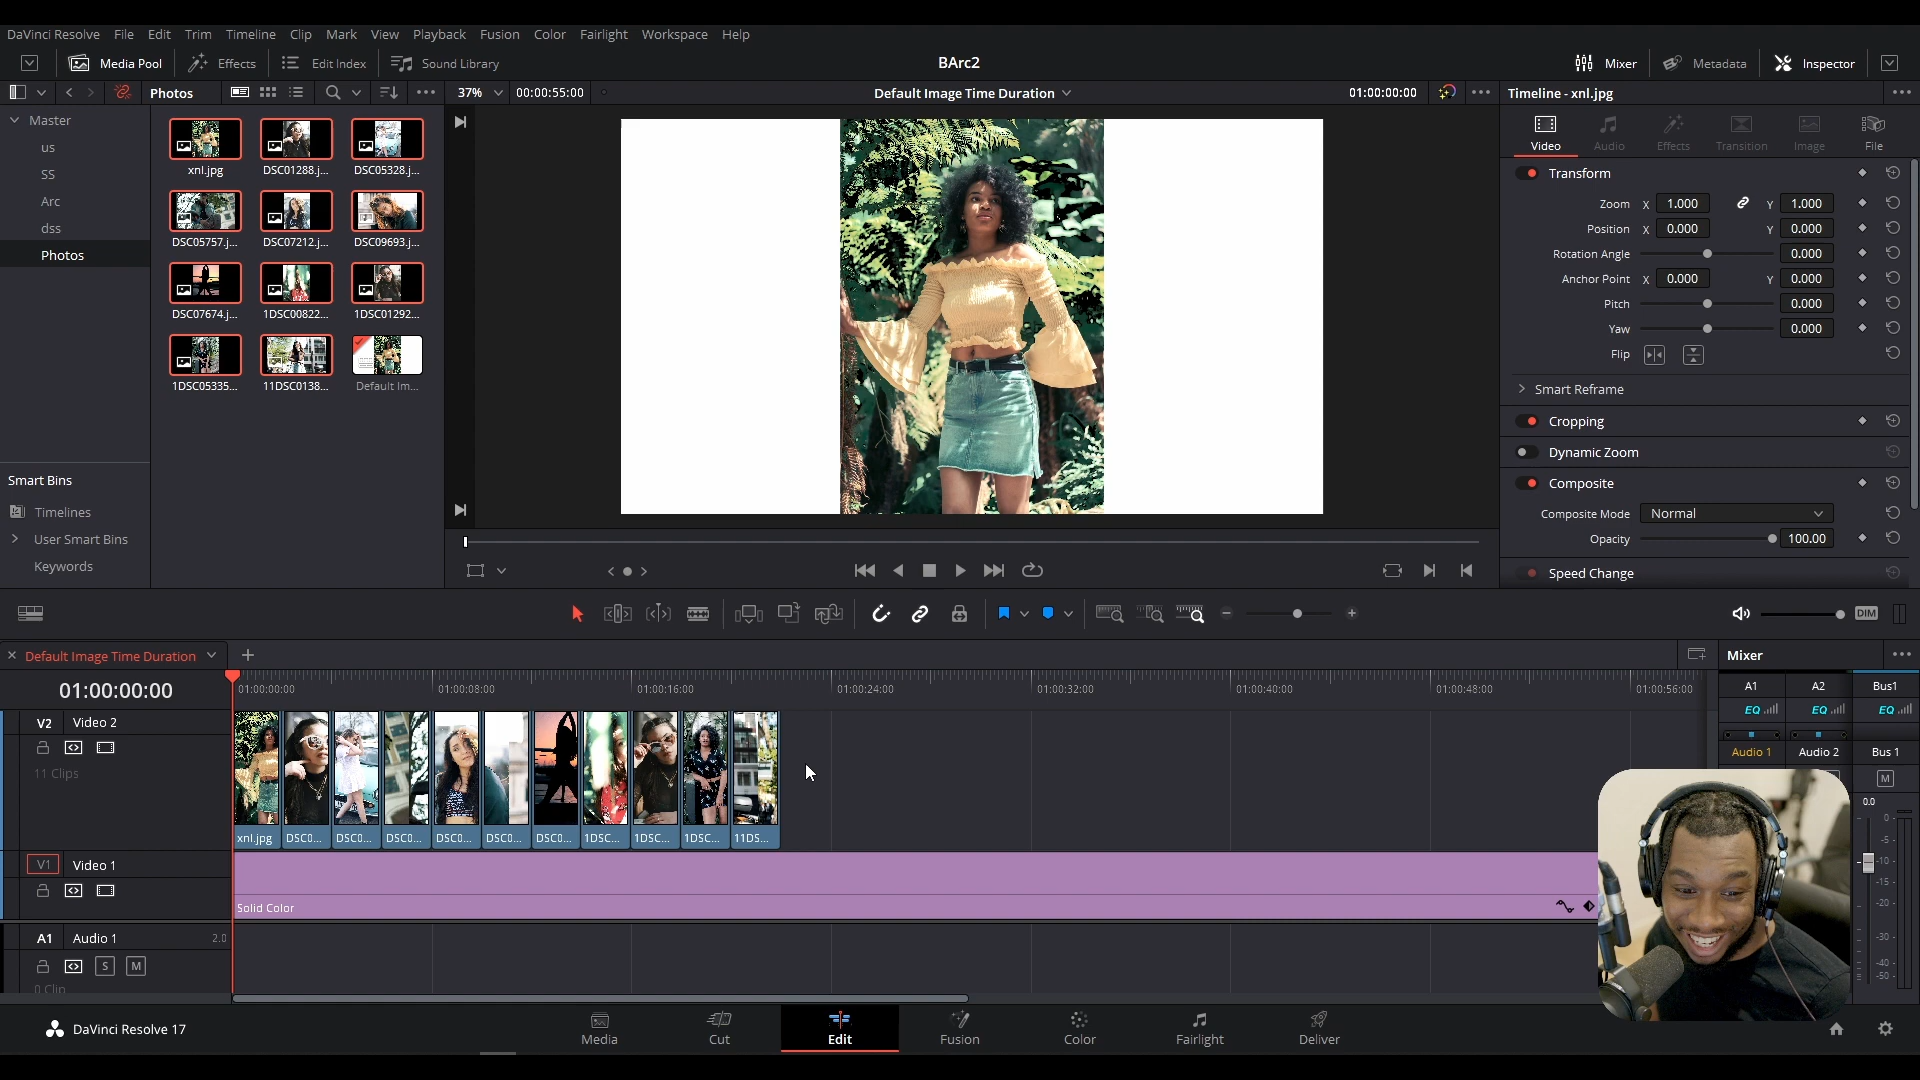 DaVinci Resolve File Edit Trim Timeline Clip Mark View Playback Fusion Color Fairlight Workspace Help
Media Pool Effects Edit Index Sound Library BArc2 Mixer Metadata Inspector
Photos 37% 00:00:55:00 Default Image Time Duration 01:00:00:00 Timeline - xnl.jpg
Master
us
SS
Arc
dss
Photos
xnl.jpg DSC01288.j... DSC05328.j...
DSC05757.j... DSC07212.j... DSC09693.j...
DSC07674.j... 1DSC00822... 1DSC01292...
1DSC05335... 11DSC0138... Default Im...
Smart Bins
Timelines
User Smart Bins
Keywords
Video Audio Effects Transition Image File
Transform
Zoom X 1.000 Y 1.000
Position X 0.000 Y 0.000
Rotation Angle 0.000
Anchor Point X 0.000 Y 0.000
Pitch 0.000
Yaw 0.000
Flip
Smart Reframe
Cropping
Dynamic Zoom
Composite
Composite Mode Normal
Opacity 100.00
Speed Change
DIM
Default Image Time Duration Mixer
01:00:00:00 01:00:00:00 01:00:08:00 01:00:16:00 01:00:24:00 01:00:32:00 01:00:40:00 01:00:48:00 01:00:56:00
A1 A2 Bus1
EQ EQ EQ
Audio 1 Audio 2 Bus 1
M
0.0
0-
-5-
-10-
-15-
-20-
-30-
-40-
-50-
V2 Video 2
11 Clips
xnl.jpg DSC0... DSC0... DSC0... DSC0... DSC0... DSC0... 1DSC... 1DSC... 1DSC... 11DS...
V1 Video 1
Solid Color
A1 Audio 1 2.0
S M
0 Clip
DaVinci Resolve 17 Media Cut Edit Fusion Color Fairlight Deliver